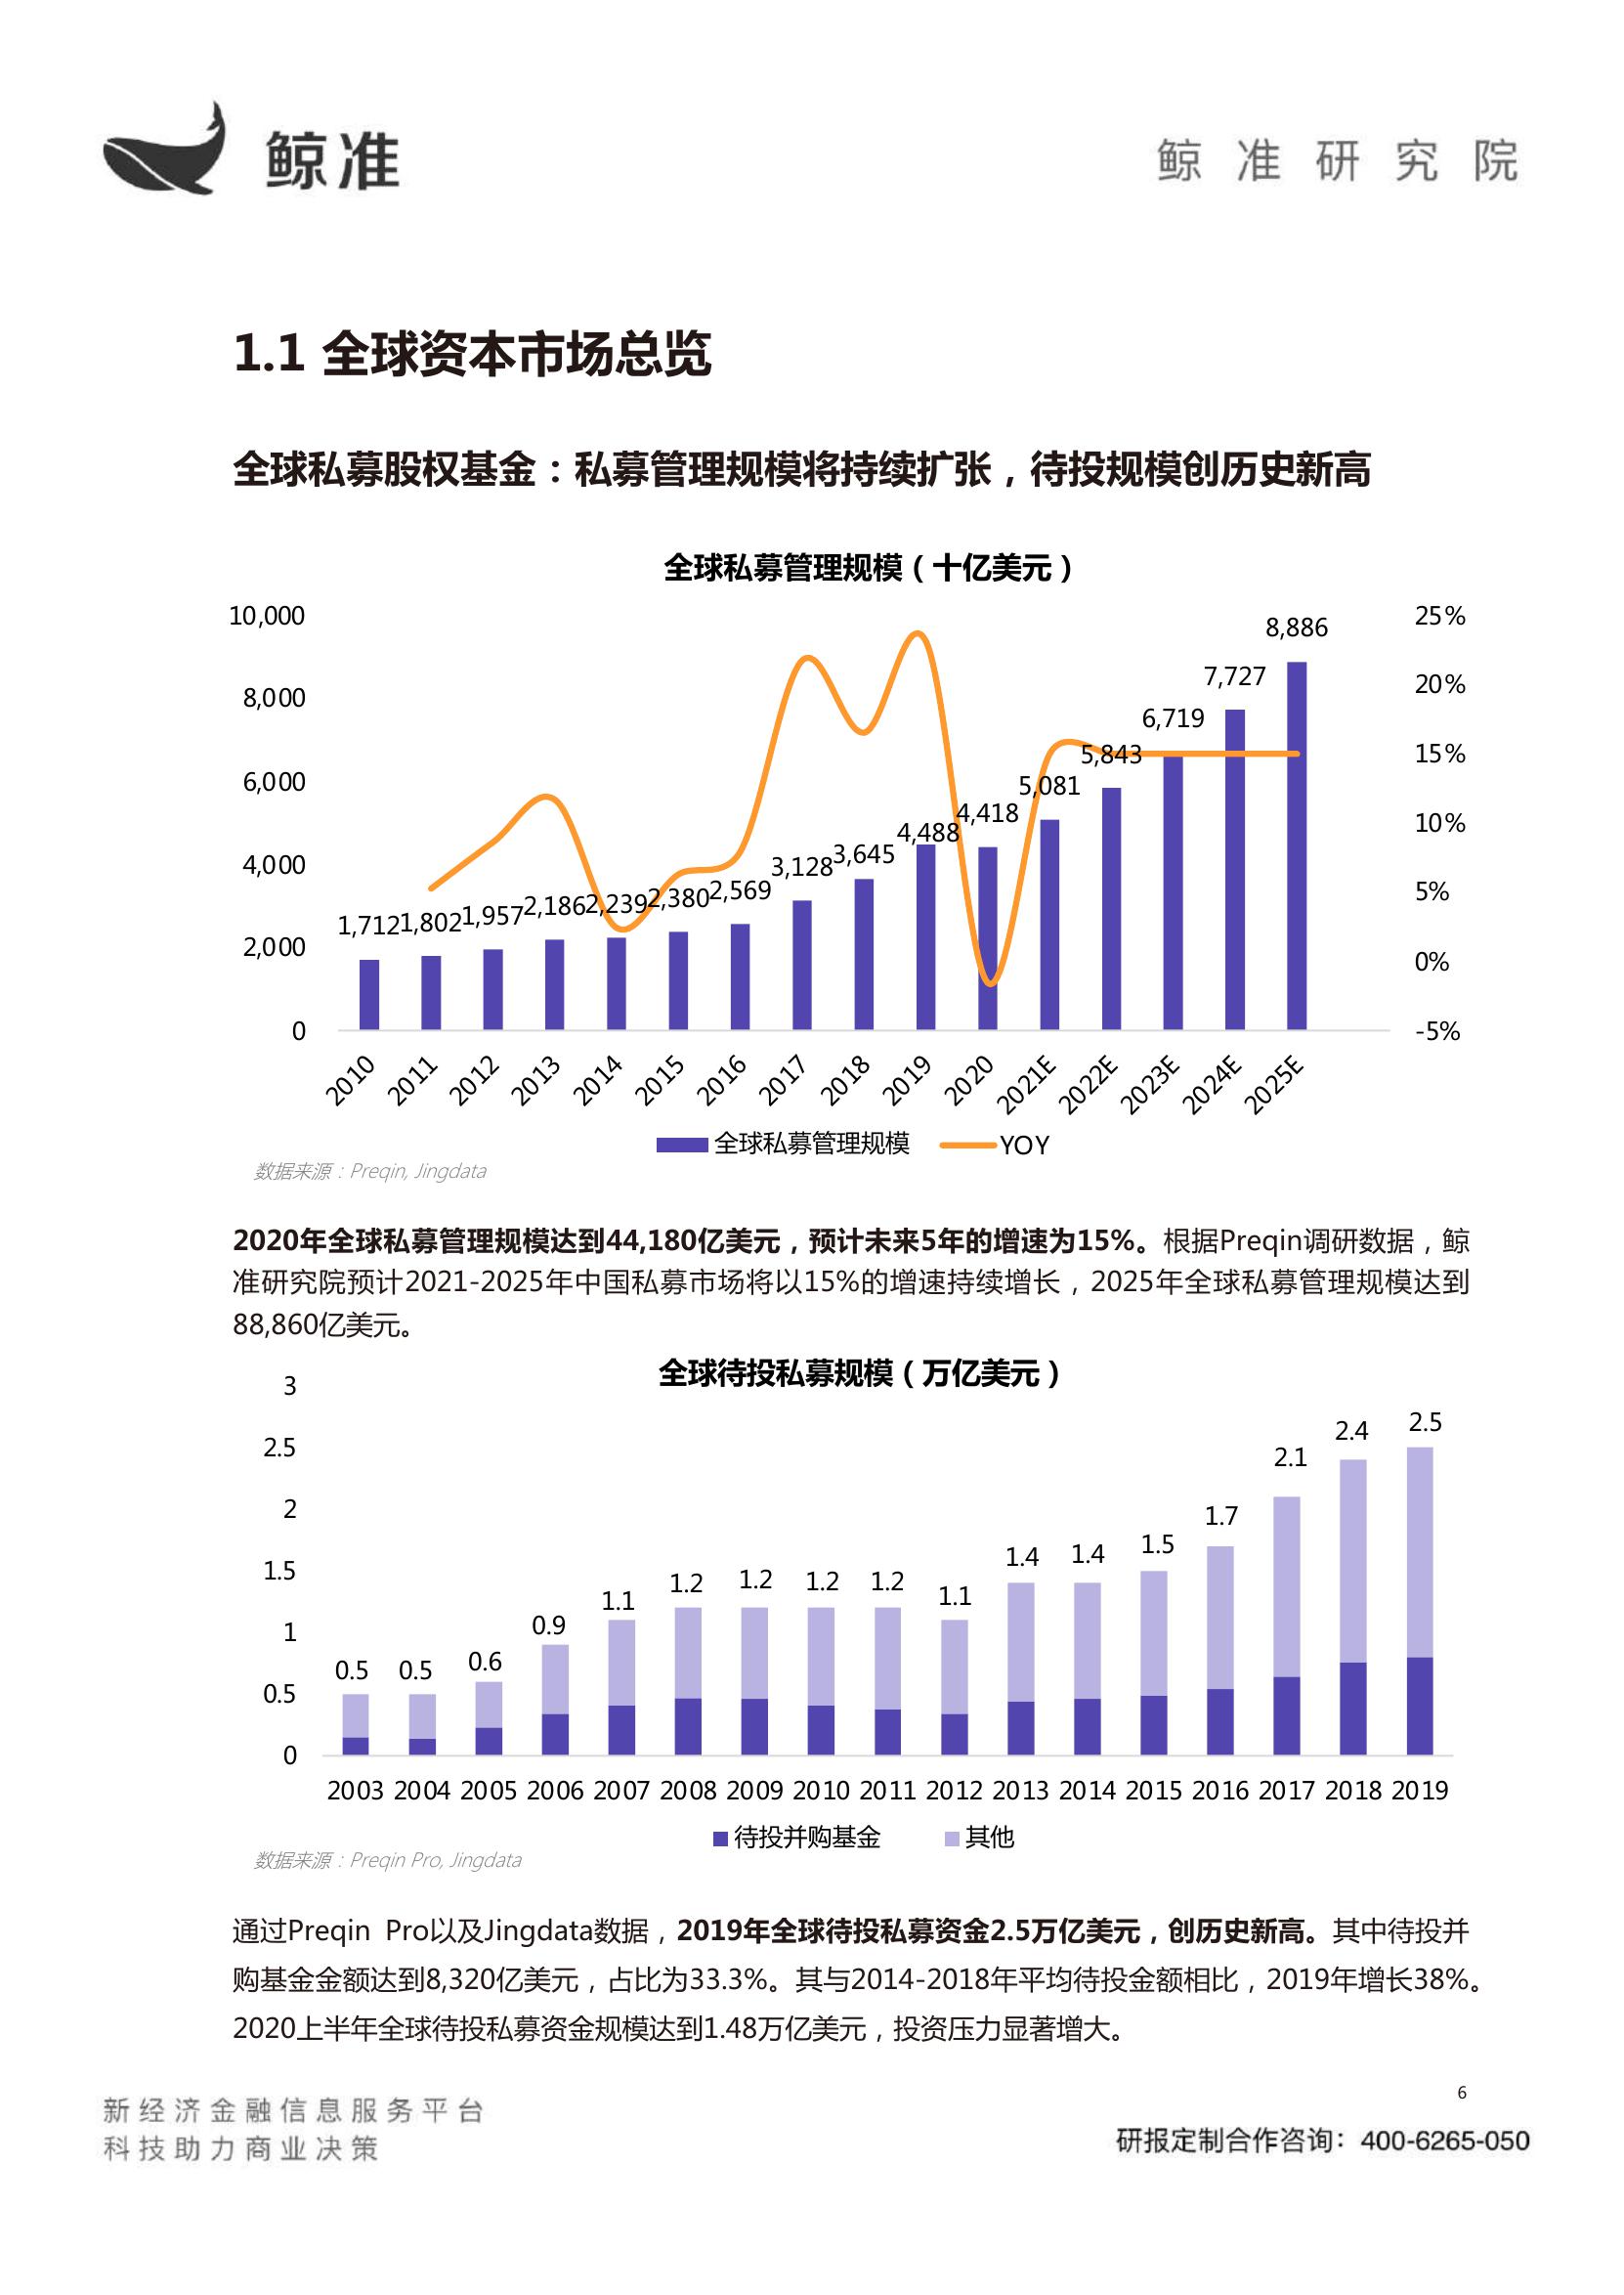 鲸准
鲸准研究院
1.1 全球资本市场总览
全球私募股权基金：私募管理规模将持续扩张，待投规模创历史新高
全球私募管理规模（十亿美元）
10,000
8,000
6,000
4,000
2,000
0
25%
20%
15%
10%
5%
0%
-5%
1,712
1,802
1,957
2,186
2,239
2,380
2,569
3,128
3,645
4,488
4,418
5,081
5,843
6,719
7,727
8,886
2010
2011
2012
2013
2014
2015
2016
2017
2018
2019
2020
2021E
2022E
2023E
2024E
2025E
全球私募管理规模 YOY
数据来源：Preqin, Jingdata
2020年全球私募管理规模达到44,180亿美元，预计未来5年的增速为15%。根据Preqin调研数据，鲸
准研究院预计2021-2025年中国私募市场将以15%的增速持续增长，2025年全球私募管理规模达到
88,860亿美元。
全球待投私募规模（万亿美元）
3
2.5
2
1.5
1
0.5
0
0.5
0.5
0.6
0.9
1.1
1.2
1.2
1.2
1.2
1.1
1.4
1.4
1.5
1.7
2.1
2.4
2.5
2003 2004 2005 2006 2007 2008 2009 2010 2011 2012 2013 2014 2015 2016 2017 2018 2019
待投并购基金 其他
数据来源：Preqin Pro, Jingdata
通过Preqin Pro以及Jingdata数据，2019年全球待投私募资金2.5万亿美元，创历史新高。其中待投并
购基金金额达到8,320亿美元，占比为33.3%。其与2014-2018年平均待投金额相比，2019年增长38%。
2020上半年全球待投私募资金规模达到1.48万亿美元，投资压力显著增大。
6
新经济金融信息服务平台
科技助力商业决策
研报定制合作咨询：400-6265-050